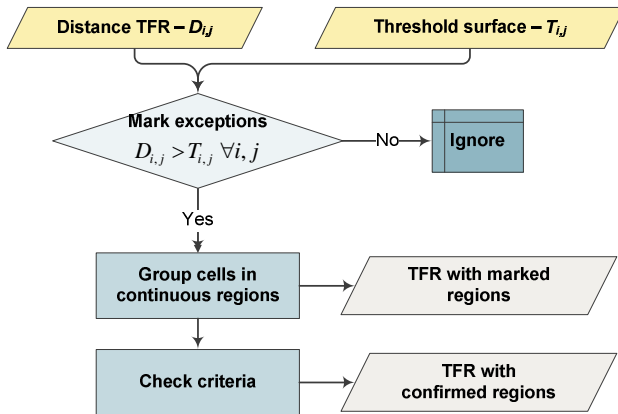 Distance TFR – Di,j
Threshold surface – Ti,j
Mark exceptions
Di,j > Ti,j ∀i, j
No
Ignore
Yes
Group cells in
continuous regions
TFR with marked
regions
Check criteria
TFR with
confirmed regions